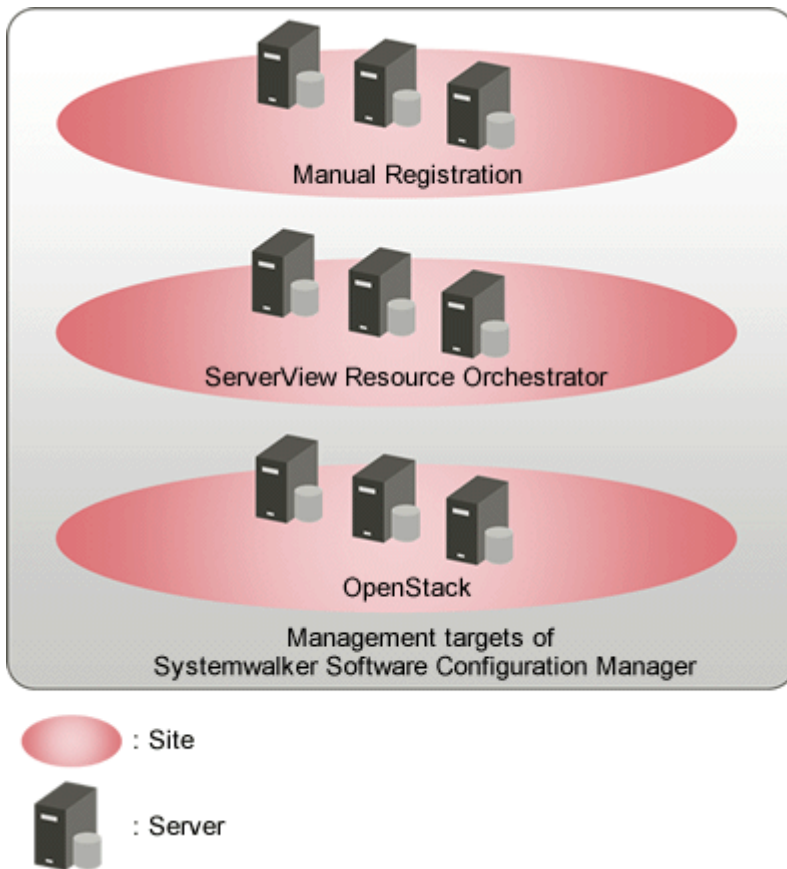 Manual Registration
ServerView Resource Orchestrator
OpenStack
Management targets of
Systemwalker Software Configuration Manager
: Site
: Server